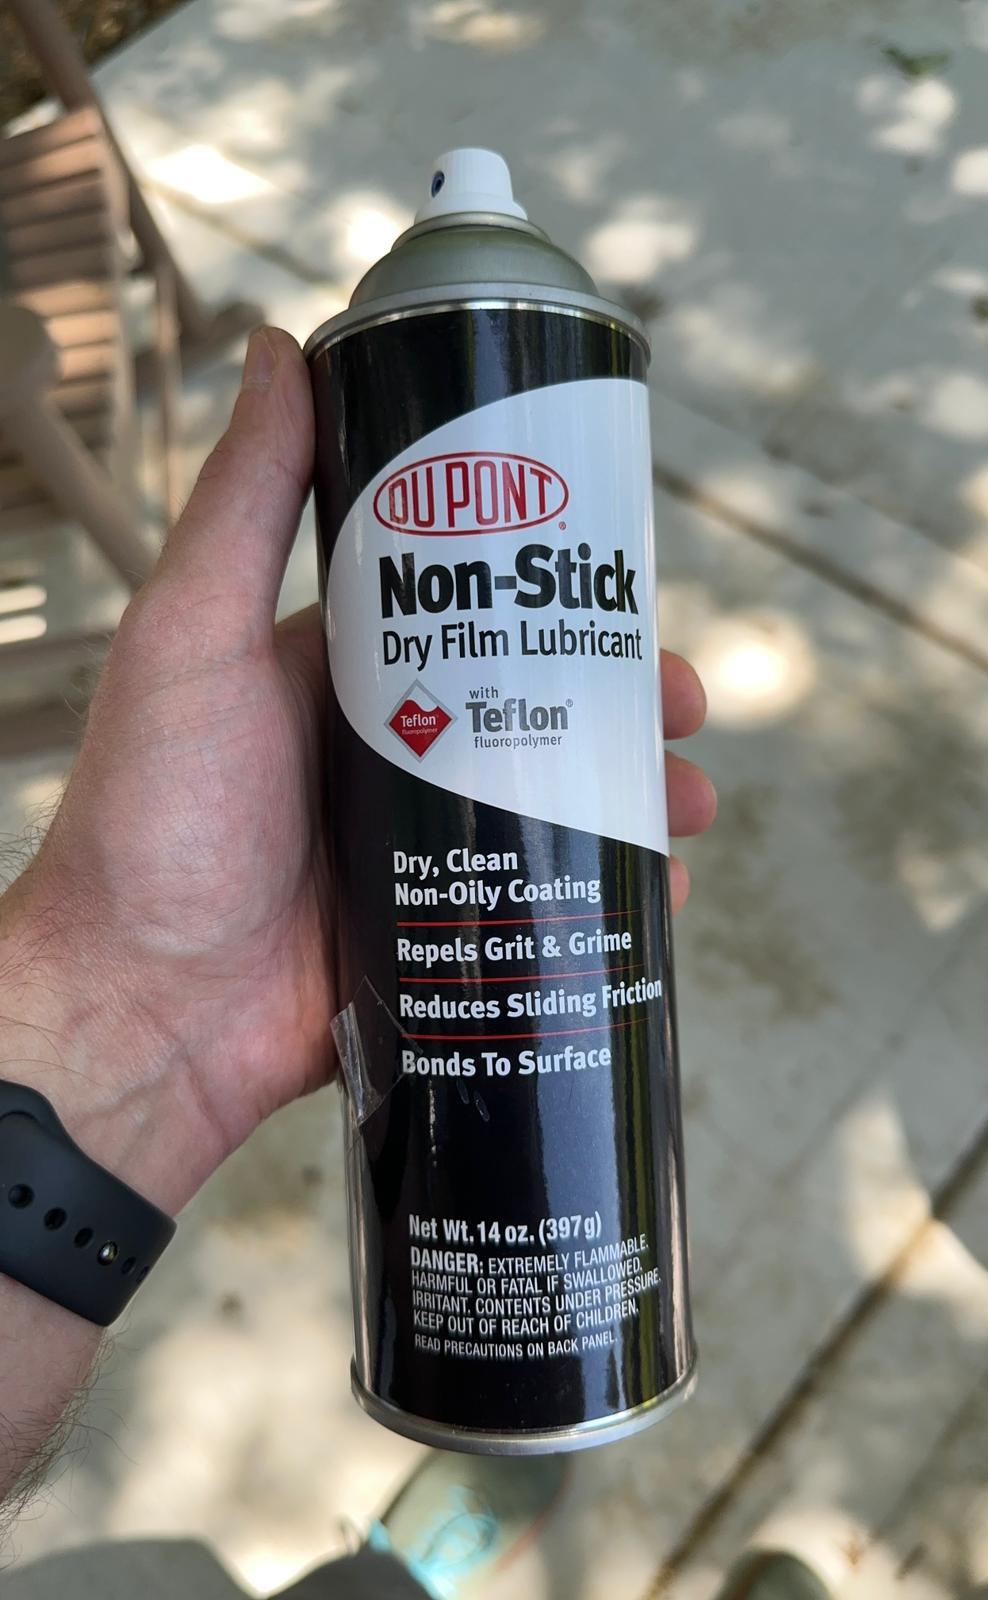 DU PONT®
Non-Stick
Dry Film Lubricant
Teflon
fluoropolymer
with
Teflon®
fluoropolymer
Dry, Clean
Non-Oily Coating
Repels Grit & Grime
Reduces Sliding Friction
Bonds To Surface
Net Wt. 14 oz. (397g)
DANGER: EXTREMELY FLAMMABLE.
HARMFUL OR FATAL IF SWALLOWED.
IRRITANT. CONTENTS UNDER PRESSURE.
KEEP OUT OF REACH OF CHILDREN.
READ PRECAUTIONS ON BACK PANEL.